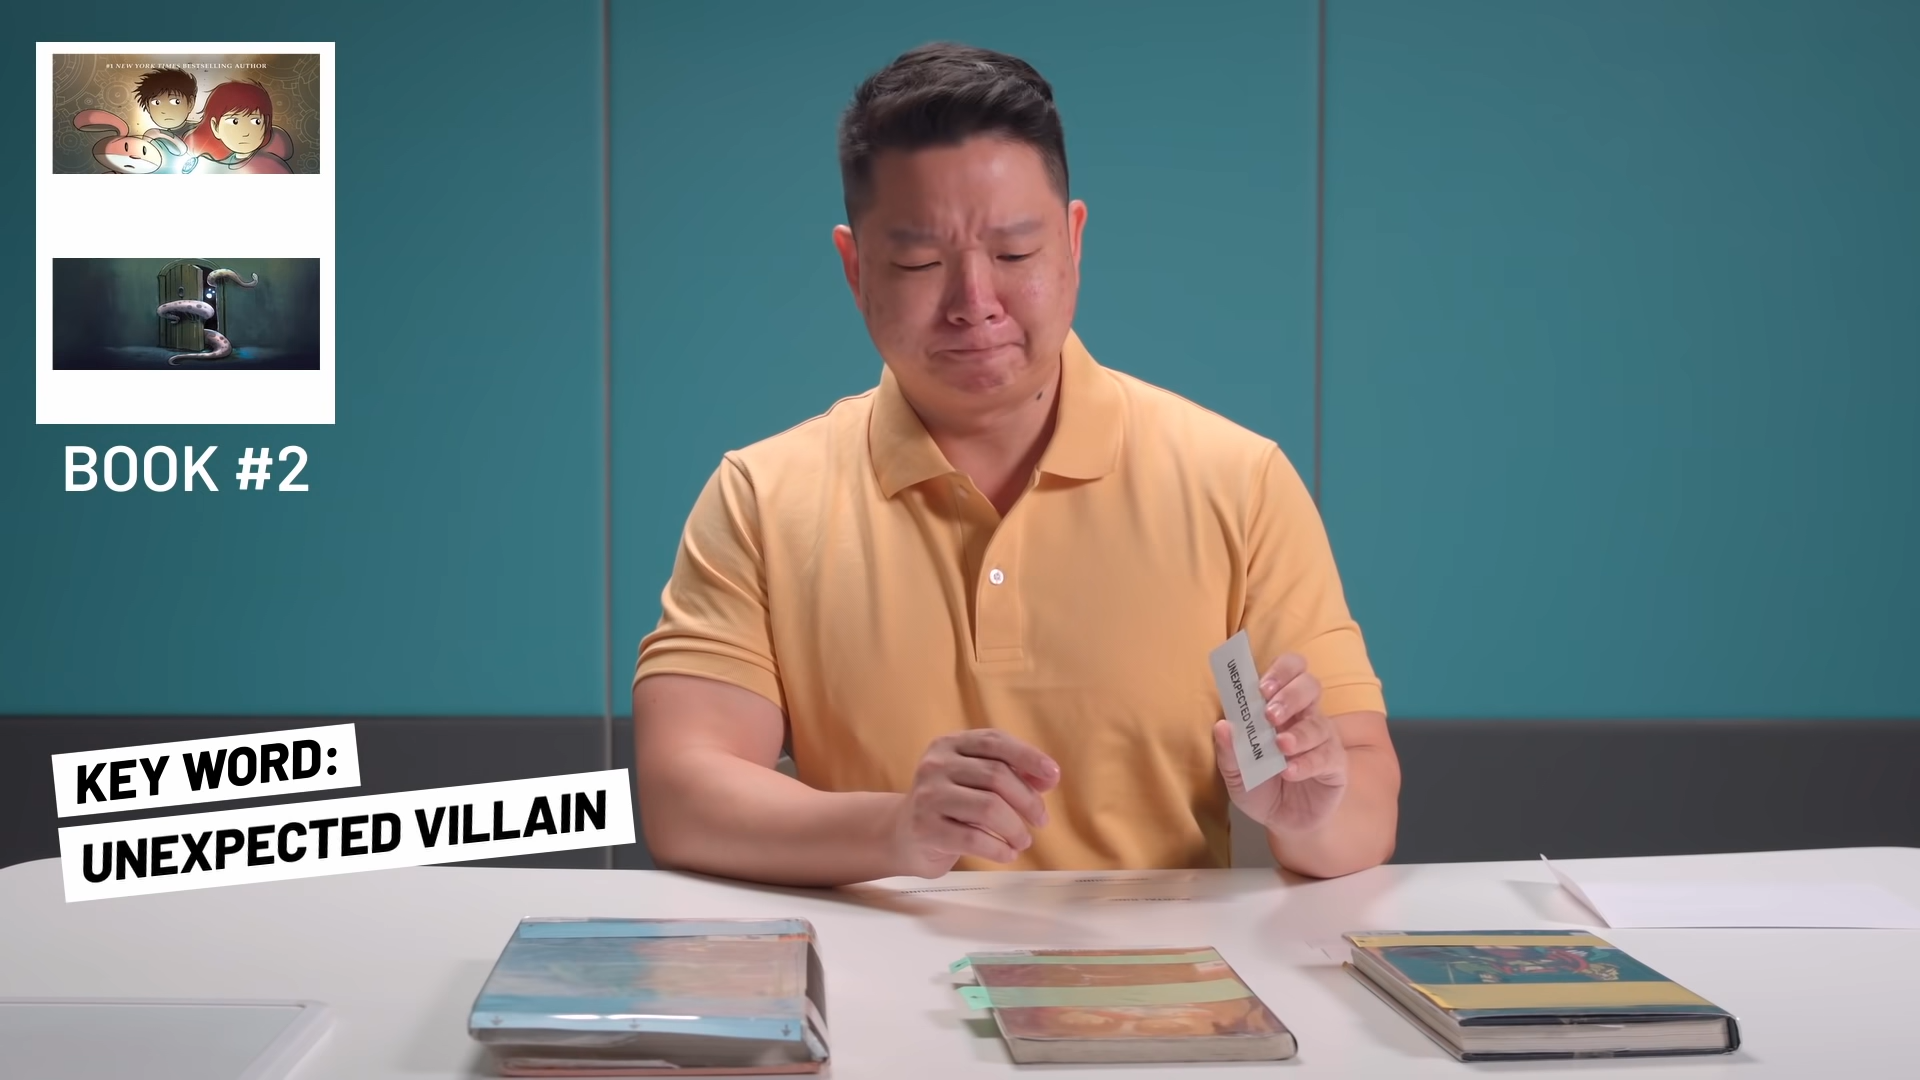 #1 NEW YORK TIMES BESTSELLING AUTHOR
BOOK #2
UNEXPECTED VILLAIN
KEY WORD:
UNEXPECTED VILLAIN